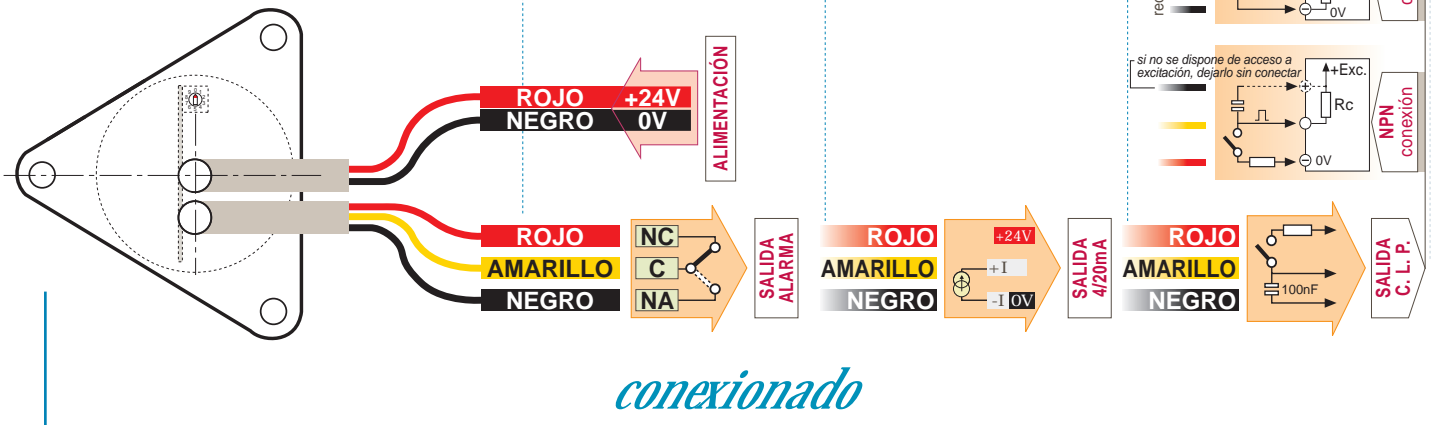 ROJO +24V
NEGRO 0V
ALIMENTACIÓN
ROJO NC
AMARILLO C
NEGRO NA
SALIDA
ALARMA
ROJO +24V
AMARILLO +I
NEGRO -I 0V
SALIDA
4/20mA
0V
si no se dispone de acceso a
excitación, dejarlo sin conectar
+Exc.
Rc
0V
NPN
conexión
ROJO
AMARILLO
NEGRO
100nF
SALIDA
C. L. P.
conexionado